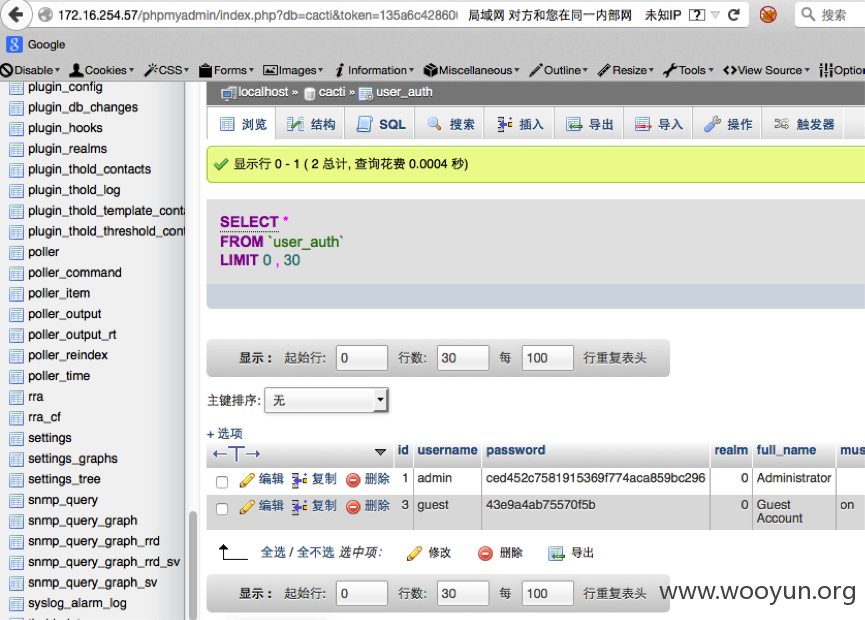 172.16.254.57/phpmyadmin/index.php?db=cacti&token=135a6c42860 局域网 对方和您在同一内部网 未知IP 搜索
Google
Disable Cookies CSS Forms Images Information Miscellaneous Outline Resize Tools View Source Option
plugin_config
plugin_db_changes
plugin_hooks
plugin_realms
plugin_thold_contacts
plugin_thold_log
plugin_thold_template_conta
plugin_thold_threshold_cont
poller
poller_command
poller_item
poller_output
poller_output_rt
poller_reindex
poller_time
rra
rra_cf
settings
settings_graphs
settings_tree
snmp_query
snmp_query_graph
snmp_query_graph_rrd
snmp_query_graph_rrd_sv
snmp_query_graph_sv
syslog_alarm_log
localhost » cacti » user_auth
浏览 结构 SQL 搜索 插入 导出 导入 操作 触发器
显示行 0 - 1 ( 2 总计, 查询花费 0.0004 秒)
SELECT *
FROM `user_auth`
LIMIT 0 , 30
显示： 起始行: 0 行数: 30 每 100 行重复表头
主键排序: 无
+ 选项
←T→ id username password realm full_name mus
编辑 复制 删除 1 admin ced452c7581915369f774aca859bc296 0 Administrator
编辑 复制 删除 3 guest 43e9a4ab75570f5b 0 Guest Account on
全选 / 全不选 选中项: 修改 删除 导出
显示： 起始行: 0 行数: 30 每 100 行重复表头
www.wooyun.org